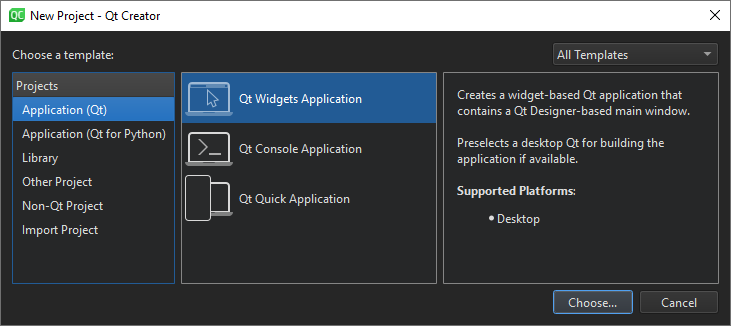 QC New Project - Qt Creator
Choose a template:
All Templates
Projects
Application (Qt)
Application (Qt for Python)
Library
Other Project
Non-Qt Project
Import Project
Qt Widgets Application
Qt Console Application
Qt Quick Application
Creates a widget-based Qt application that
contains a Qt Designer-based main window.
Preselects a desktop Qt for building the
application if available.
Supported Platforms:
• Desktop
Choose...
Cancel